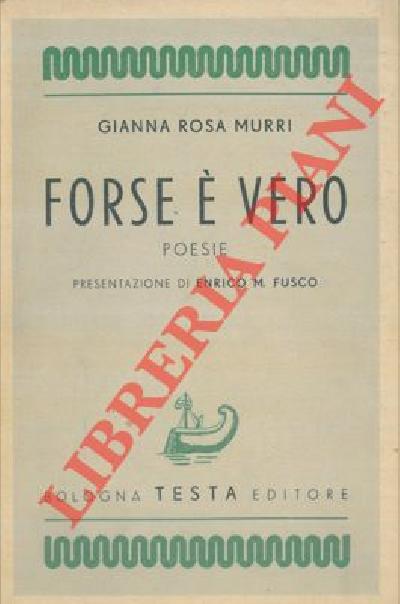 GIANNA ROSA MURRI
FORSE È VERO
POESIE
PRESENTAZIONE DI ENRICO M. FUSCO
LIBRERIA PIANI
BOLOGNA TESTA EDITORE